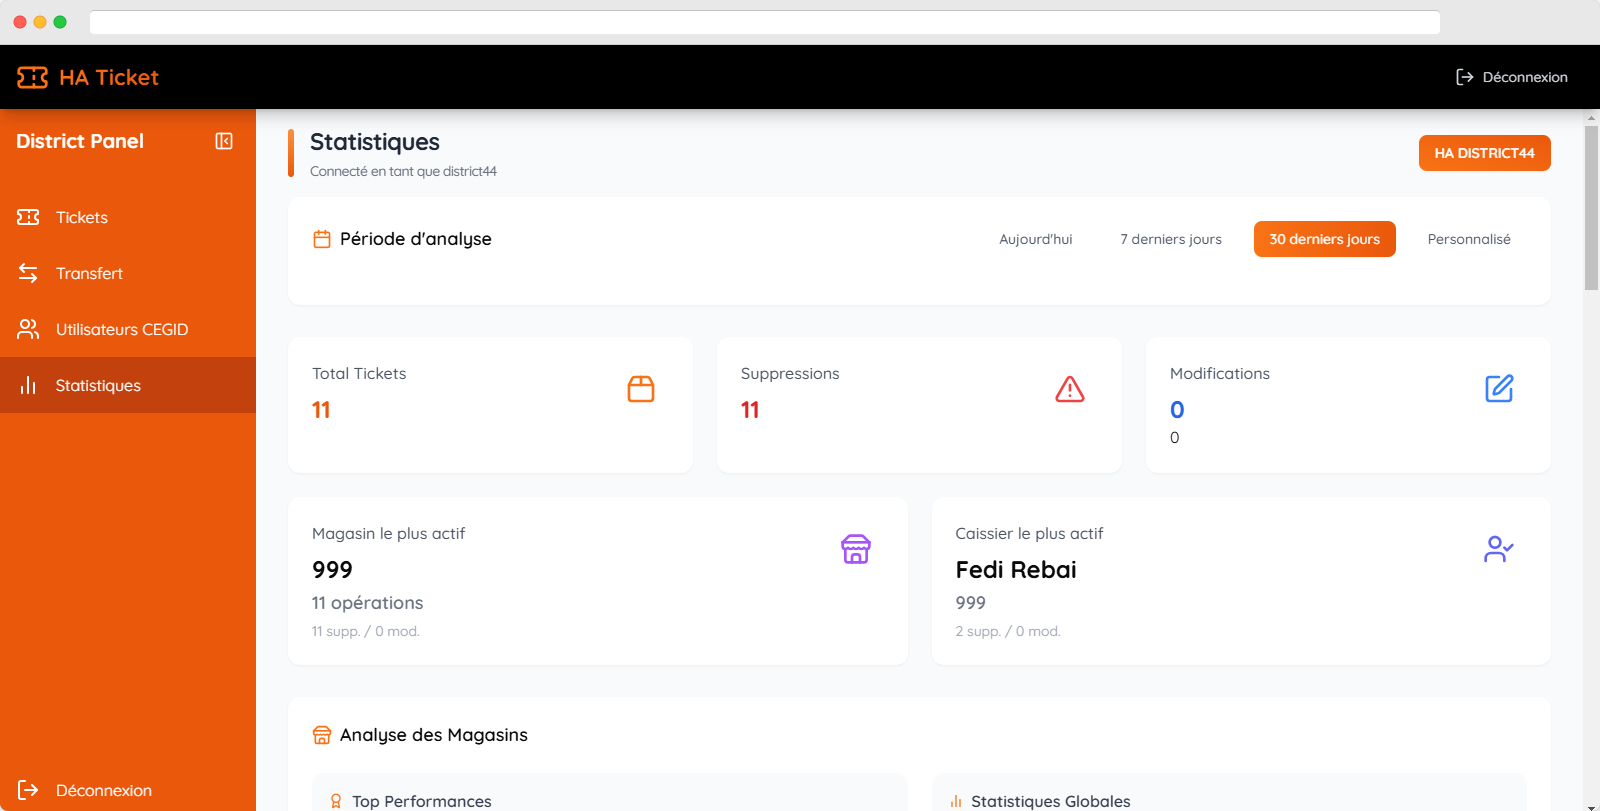 HA Ticket
Déconnexion
District Panel
Tickets
Transfert
Utilisateurs CEGID
Statistiques
Déconnexion
Statistiques
Connecté en tant que district44
HA DISTRICT44
Période d'analyse
Aujourd'hui
7 derniers jours
30 derniers jours
Personnalisé
Total Tickets
11
Suppressions
11
Modifications
0
0
Magasin le plus actif
999
11 opérations
11 supp. / 0 mod.
Caissier le plus actif
Fedi Rebai
999
2 supp. / 0 mod.
Analyse des Magasins
Top Performances
Statistiques Globales